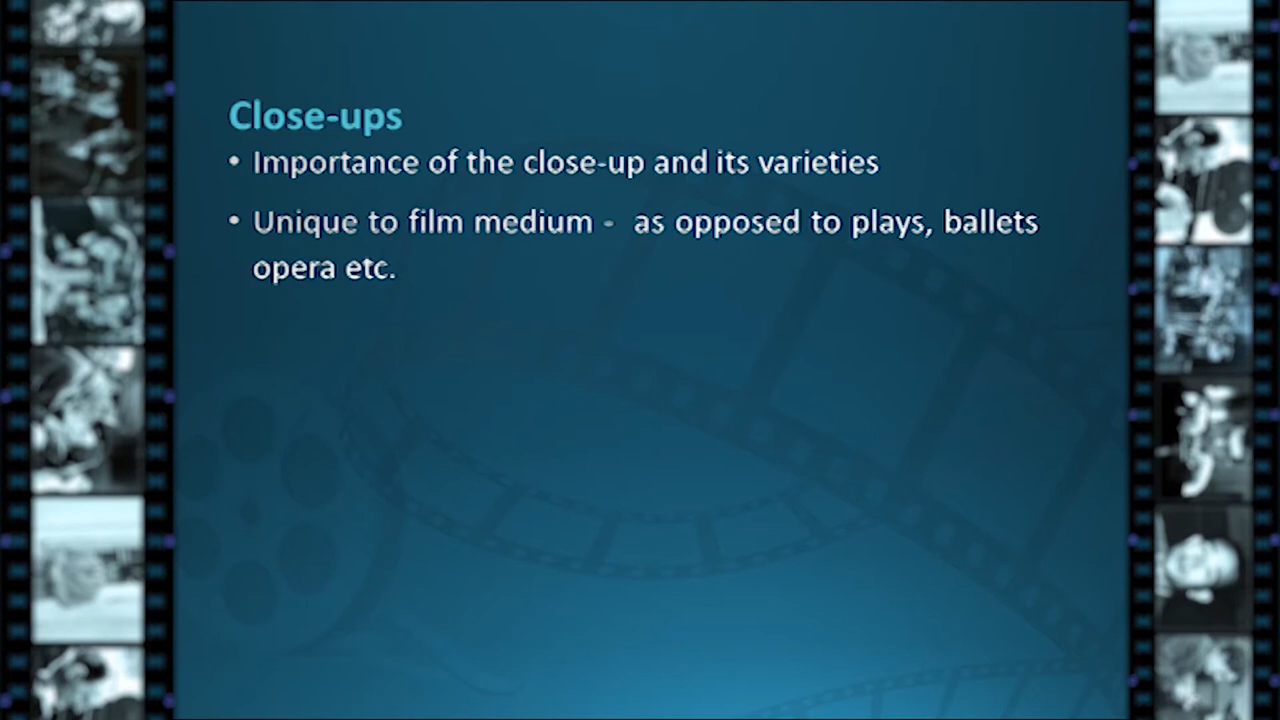 Close-ups
• Importance of the close-up and its varieties
• Unique to film medium - as opposed to plays, ballets
opera etc.